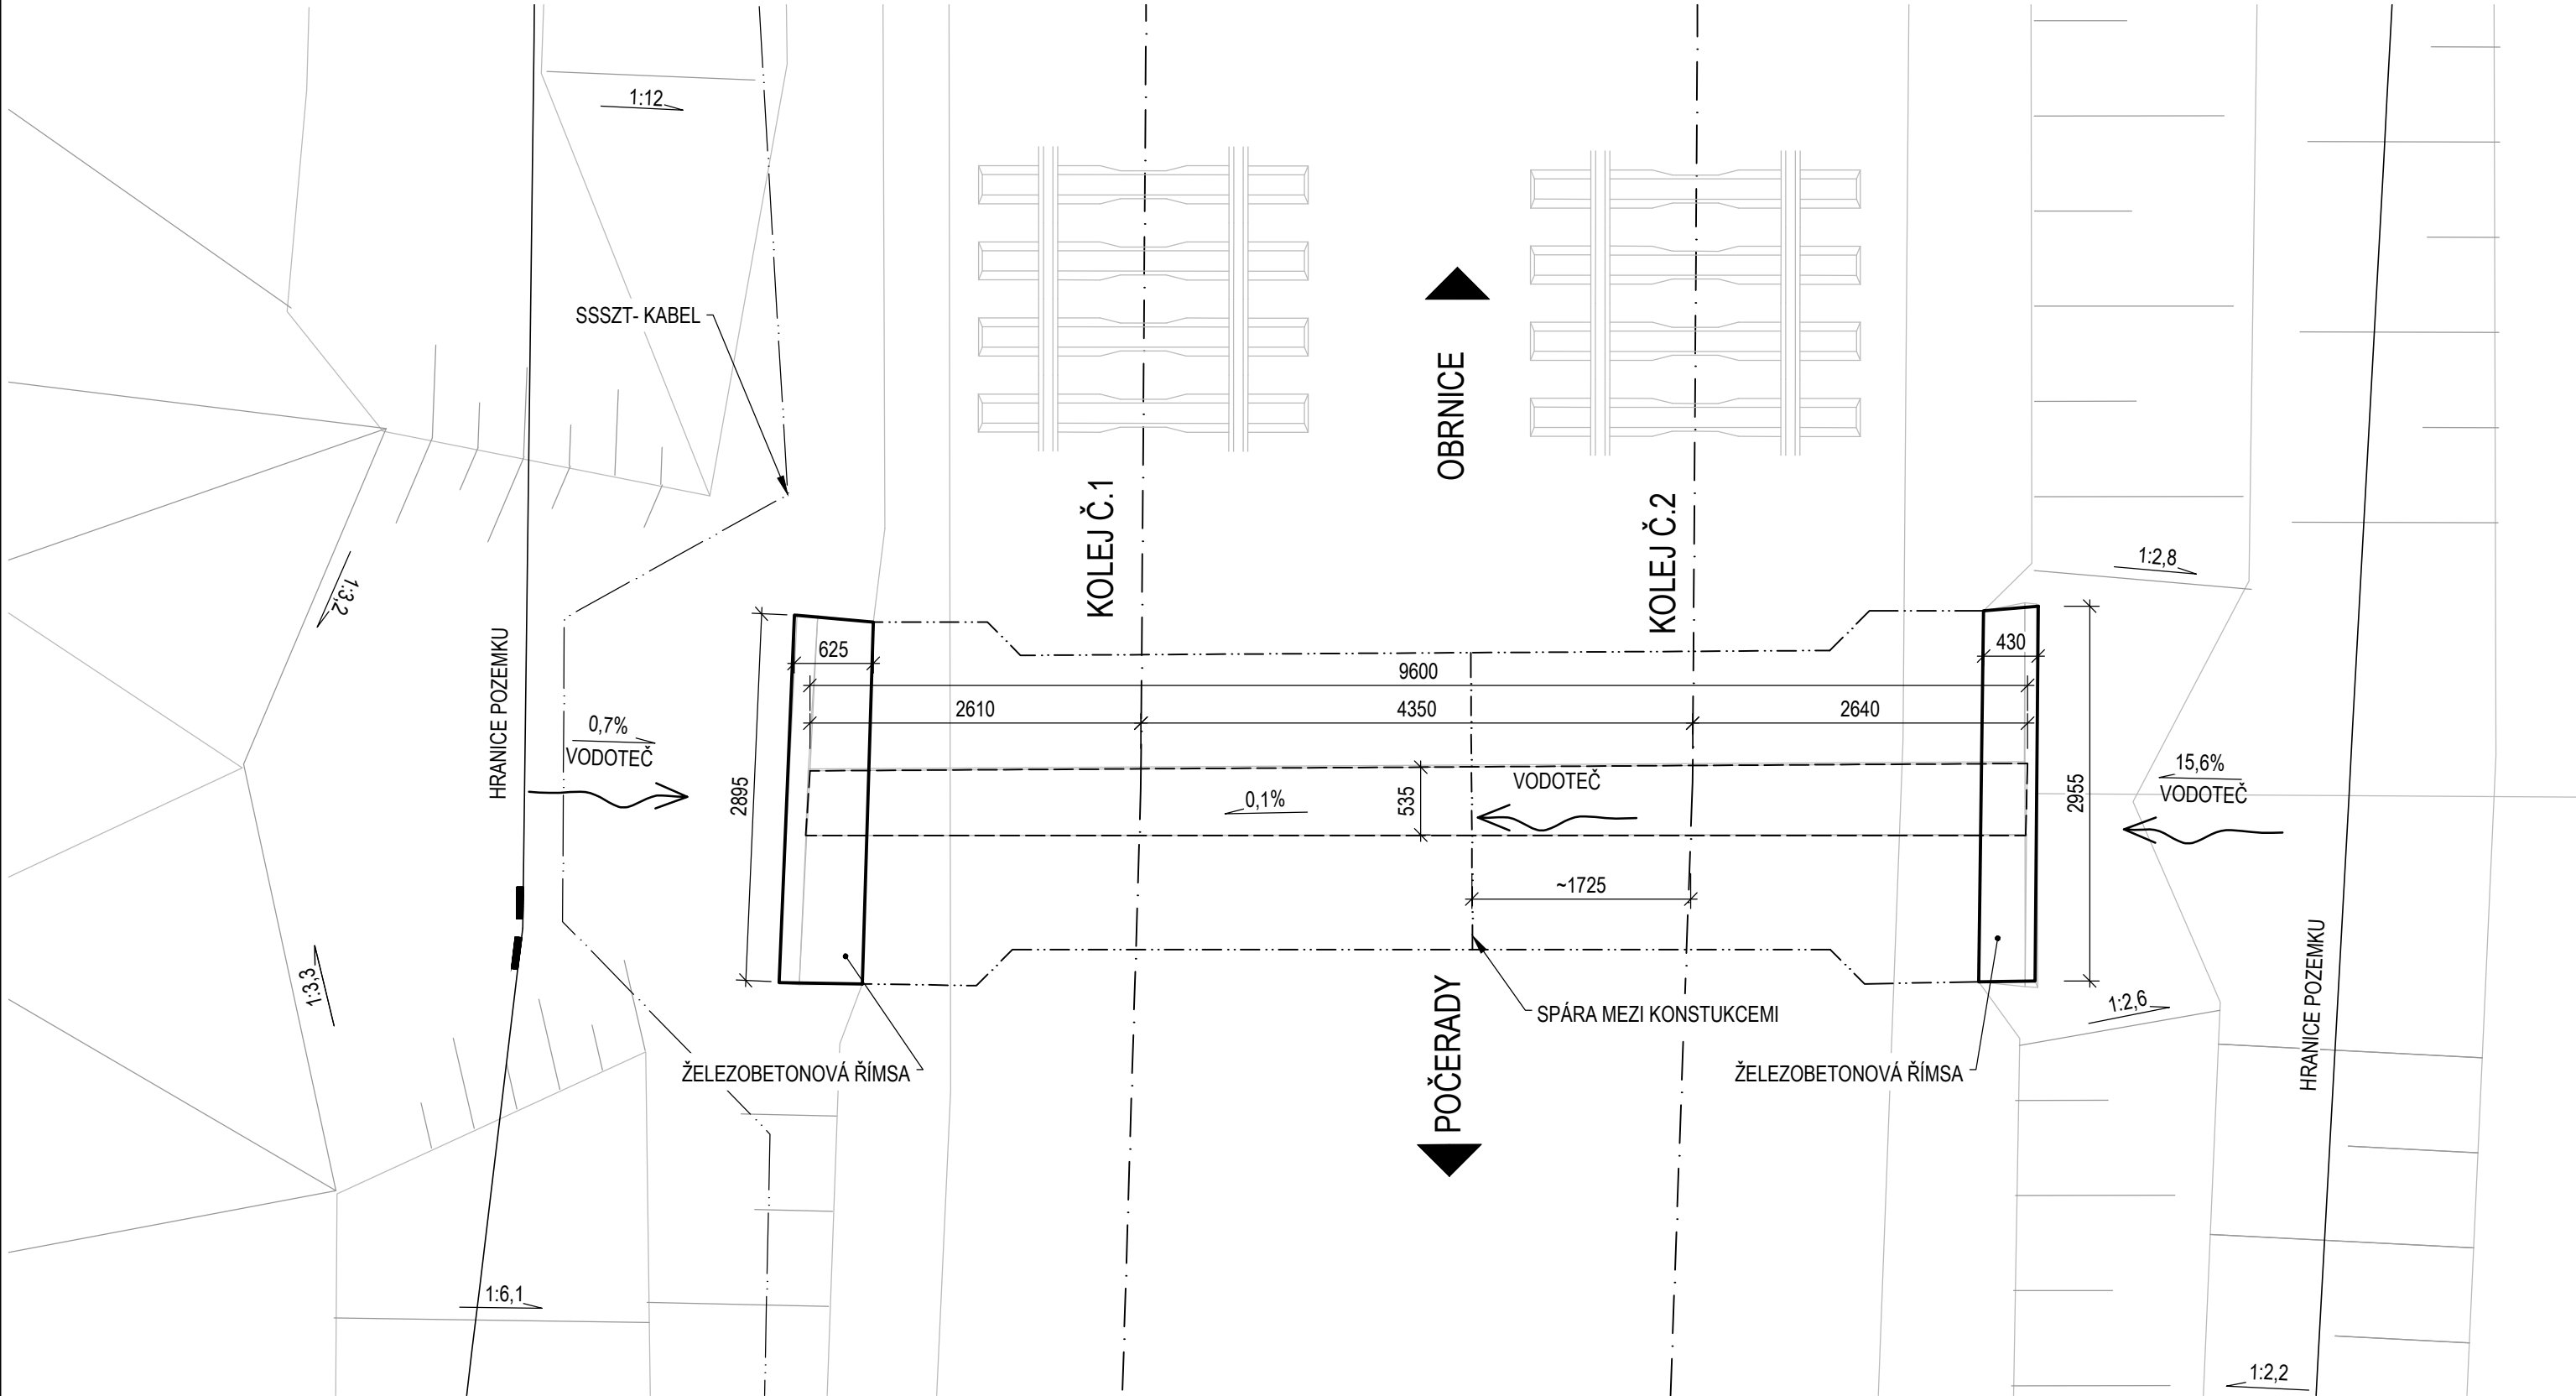 1:12
SSSZT- KABEL
OBRNICE
KOLEJ Č.1
KOLEJ Č.2
1:2,8
1:3,2
HRANICE POZEMKU
625
430
9600
2610
4350
2640
0,7%
VODOTEČ
2895
535
VODOTEČ
0,1%
15,6%
VODOTEČ
2955
~1725
1:3,3
SPÁRA MEZI KONSTUKCEMI
1:2,6
HRANICE POZEMKU
POČERADY
ŽELEZOBETONOVÁ ŘÍMSA
ŽELEZOBETONOVÁ ŘÍMSA
1:6,1
1:2,2